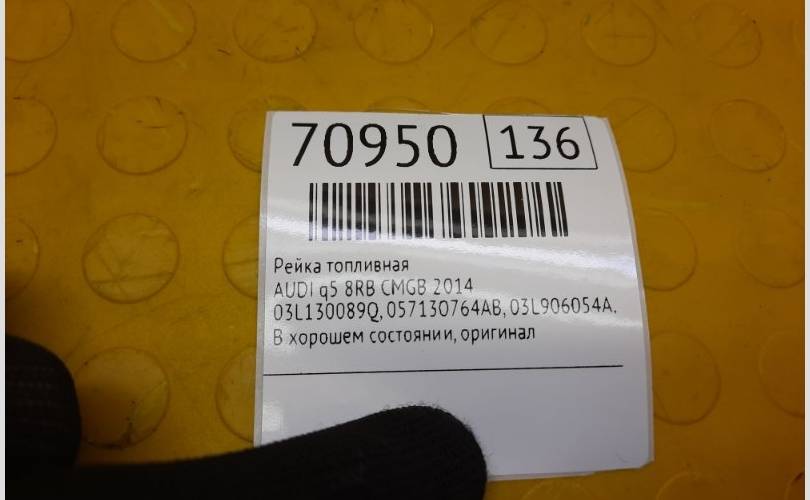 70950 136
Рейка топливная
AUDI q5 8RB CMGB 2014
03L130089Q, 057130764AB, 03L906054A.
В хорошем состоянии, оригинал